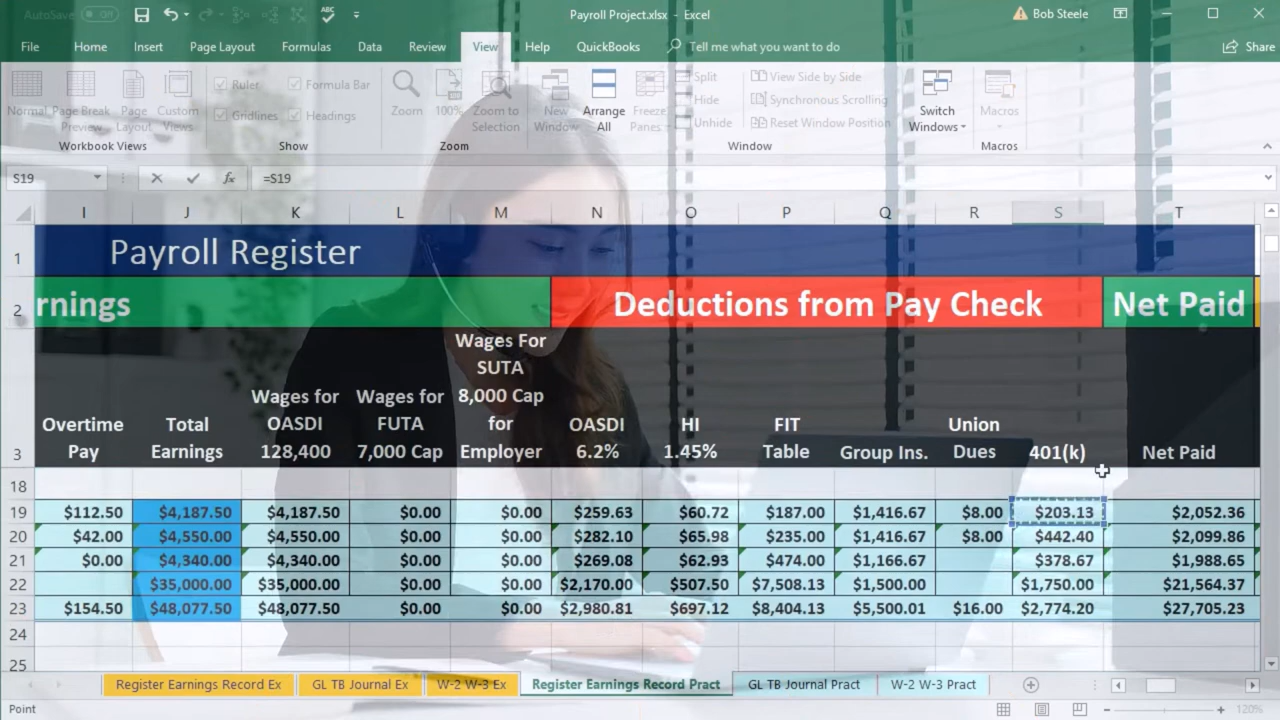 AutoSave Off
Payroll Project.xlsx - Excel
Bob Steele
File Home Insert Page Layout Formulas Data Review View Help QuickBooks Tell me what you want to do Share
Normal Page Break Preview Page Layout Custom Views
Workbook Views
Ruler Formula Bar
Gridlines Headings
Show
Zoom 100% Zoom to Selection
Zoom
New Window Arrange All Freeze Panes
Split
Hide
Unhide
View Side by Side
Synchronous Scrolling
Reset Window Position
Switch Windows
Window
Macros
Macros
S19 fx =S19
I J K L M N O P Q R S T
1 Payroll Register
2 rnings Deductions from Pay Check Net Paid
3 Overtime Pay Total Earnings Wages for OASDI 128,400 Wages for FUTA 7,000 Cap Wages For SUTA 8,000 Cap for Employer OASDI 6.2% HI 1.45% FIT Table Group Ins. Union Dues 401(k) Net Paid
18
19 $112.50 $4,187.50 $4,187.50 $0.00 $0.00 $259.63 $60.72 $187.00 $1,416.67 $8.00 $203.13 $2,052.36
20 $42.00 $4,550.00 $4,550.00 $0.00 $0.00 $282.10 $65.98 $235.00 $1,416.67 $8.00 $442.40 $2,099.86
21 $0.00 $4,340.00 $4,340.00 $0.00 $0.00 $269.08 $62.93 $474.00 $1,166.67 $378.67 $1,988.65
22 $35,000.00 $35,000.00 $0.00 $0.00 $2,170.00 $507.50 $7,508.13 $1,500.00 $1,750.00 $21,564.37
23 $154.50 $48,077.50 $48,077.50 $0.00 $0.00 $2,980.81 $697.12 $8,404.13 $5,500.01 $16.00 $2,774.20 $27,705.23
24
25
Register Earnings Record Ex GL TB Journal Ex W-2 W-3 Ex Register Earnings Record Pract GL TB Journal Pract W-2 W-3 Pract
Point 120%